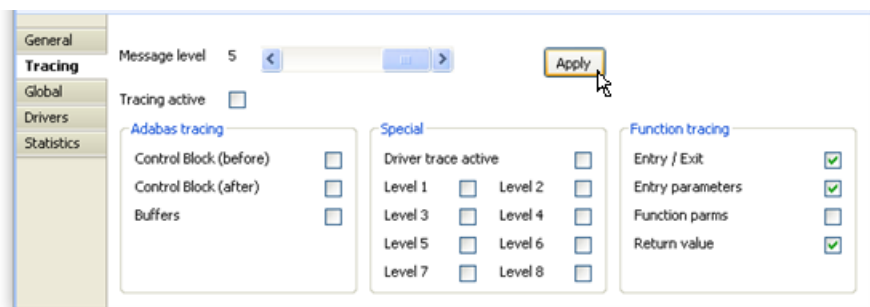 General
Tracing
Global
Drivers
Statistics
Message level 5
Apply
Tracing active
Adabas tracing
Control Block (before)
Control Block (after)
Buffers
Special
Driver trace active
Level 1 Level 2
Level 3 Level 4
Level 5 Level 6
Level 7 Level 8
Function tracing
Entry / Exit
Entry parameters
Function parms
Return value